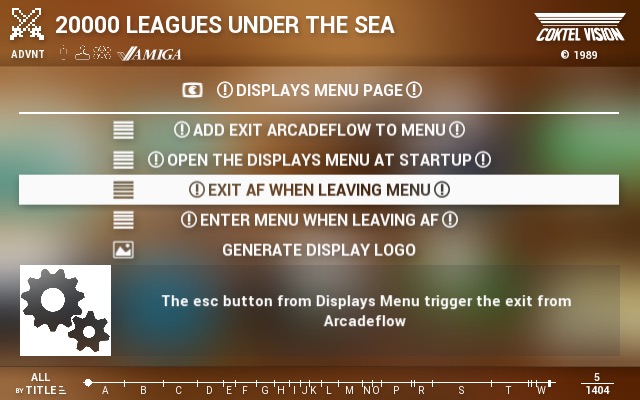 20000 LEAGUES UNDER THE SEA
COKTEL VISION
ADVNT
AMIGA
© 1989
DISPLAYS MENU PAGE
ADD EXIT ARCADEFLOW TO MENU
OPEN THE DISPLAYS MENU AT STARTUP
EXIT AF WHEN LEAVING MENU
ENTER MENU WHEN LEAVING AF
GENERATE DISPLAY LOGO
The esc button from Displays Menu trigger the exit from
Arcadeflow
ALL
BY TITLE
A B C D E F G H I J K L M N O P R S T W
5
1404